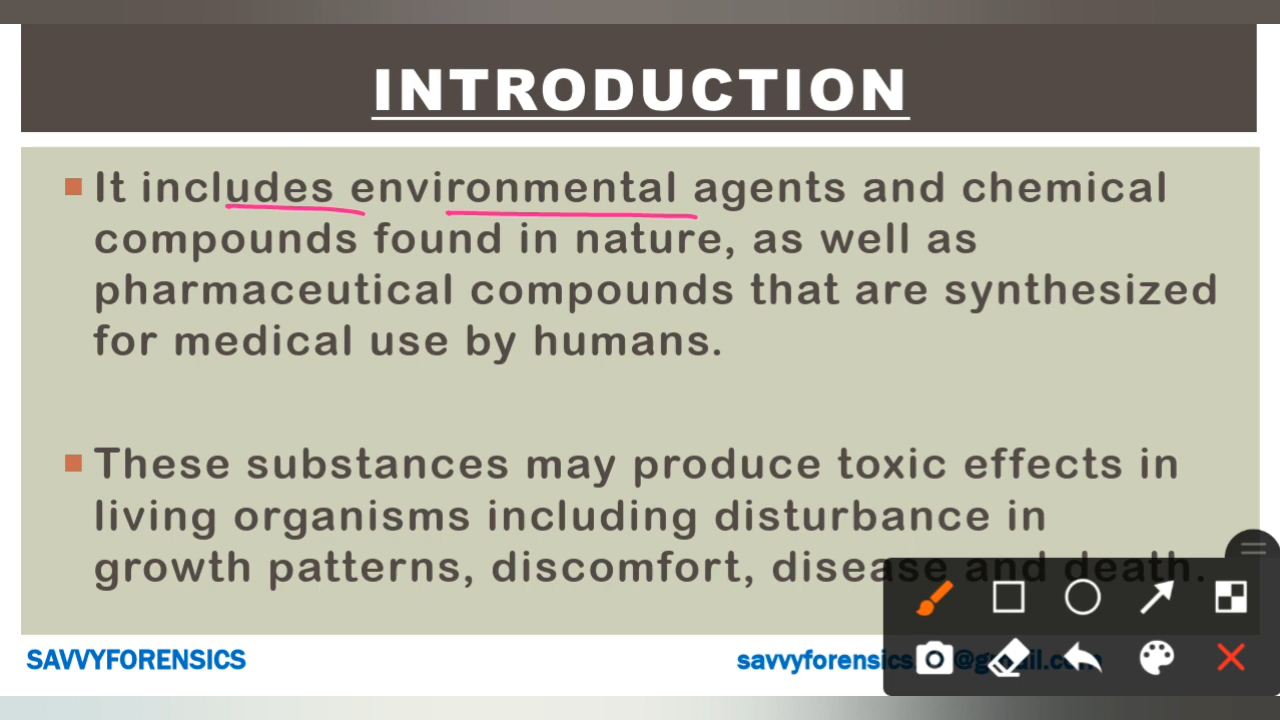 INTRODUCTION
It includes environmental agents and chemical
compounds found in nature, as well as
pharmaceutical compounds that are synthesized
for medical use by humans.
These substances may produce toxic effects in
living organisms including disturbance in
growth patterns, discomfort, disease and death.
SAVVYFORENSICS